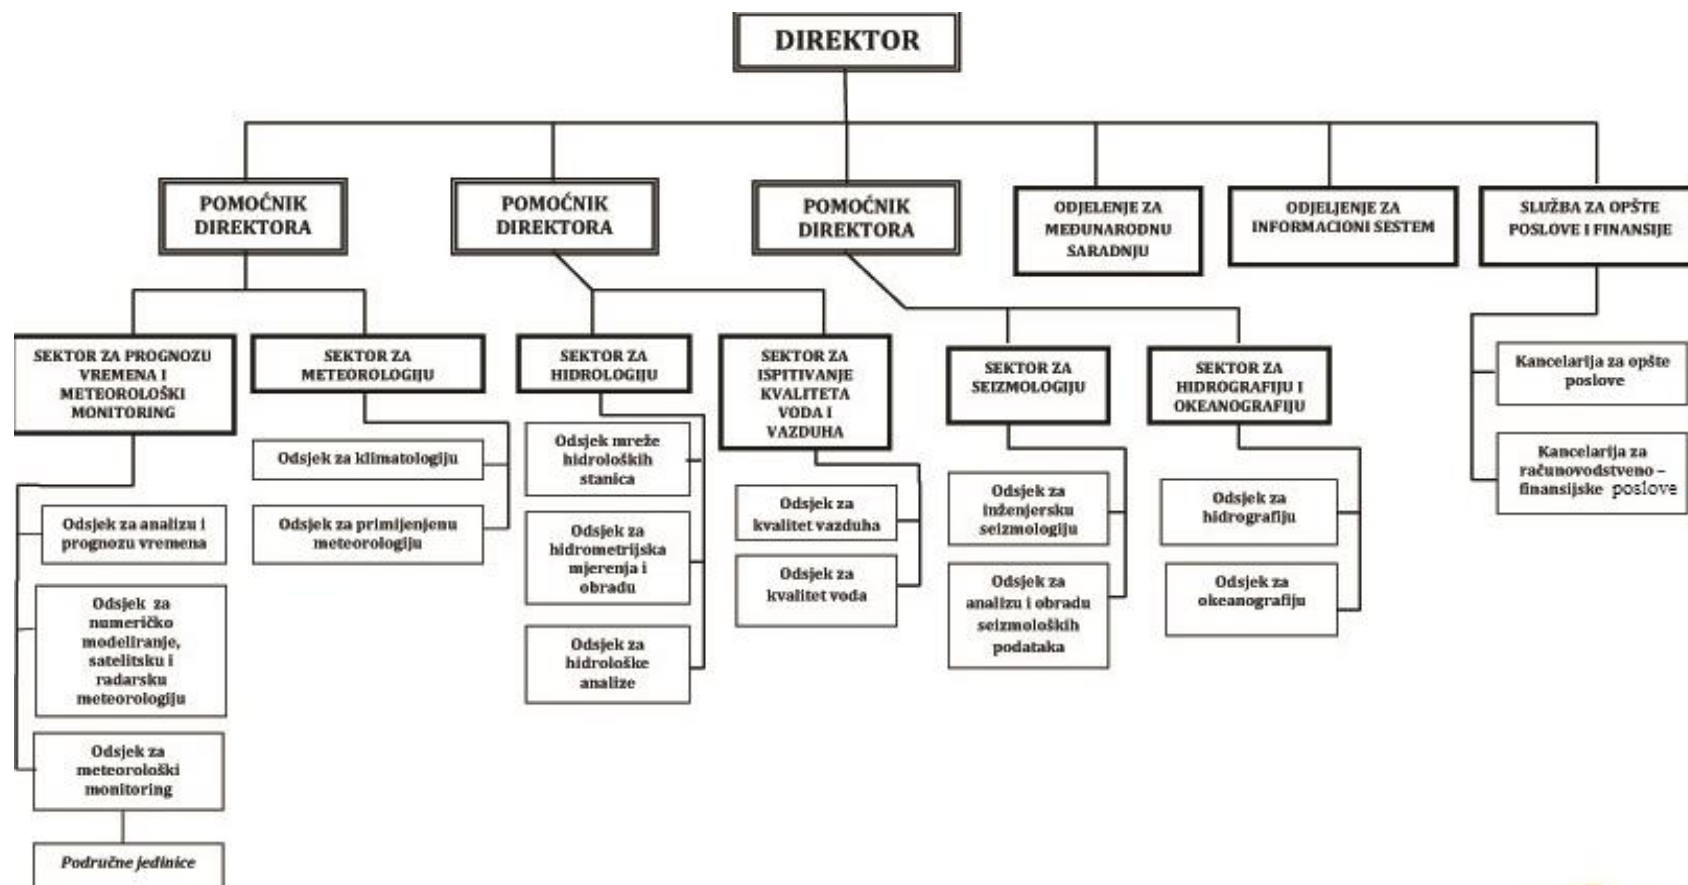 DIREKTOR
POMOĆNIK
DIREKTORA
POMOĆNIK
DIREKTORA
POMOĆNIK
DIREKTORA
ODJELENJE ZA
MEĐUNARODNU
SARADNJU
ODJELJENJE ZA
INFORMACIONI SESTEM
SLUŽBA ZA OPŠTE
POSLOVE I FINANSIJE
SEKTOR ZA PROGNOZU
VREMENA I
METEOROLOŠKI
MONITORING
SEKTOR ZA
METEOROLOGIJU
SEKTOR ZA
HIDROLOGIJU
SEKTOR ZA
ISPITIVANJE
KVALITETA
VODA I
VAZDUHA
SEKTOR ZA
SEIZMOLOGIJU
SEKTOR ZA
HIDROGRAFIJU I
OKEANOGRAFIJU
Kancelarija za opšte
poslove
Kancelarija za
računovodstveno –
finansijske poslove
Odsjek za analizu i
prognozu vremena
Odsjek za
numeričko
modeliranje,
satelitsku i
radarsku
meteorologiju
Odsjek za
meteorološki
monitoring
Područne jedinice
Odsjek za klimatologiju
Odsjek za primijenjenu
meteorologiju
Odsjek mreže
hidroloških
stanica
Odsjek za
hidrometrijska
mjerenja i
obradu
Odsjek za
hidrološke
analize
Odsjek za
kvalitet vazduha
Odsjek za
kvalitet voda
Odsjek za
inženjersku
seizmologiju
Odsjek za
analizu i obradu
seizmoloških
podataka
Odsjek za
hidrografiju
Odsjek za
okeanografiju